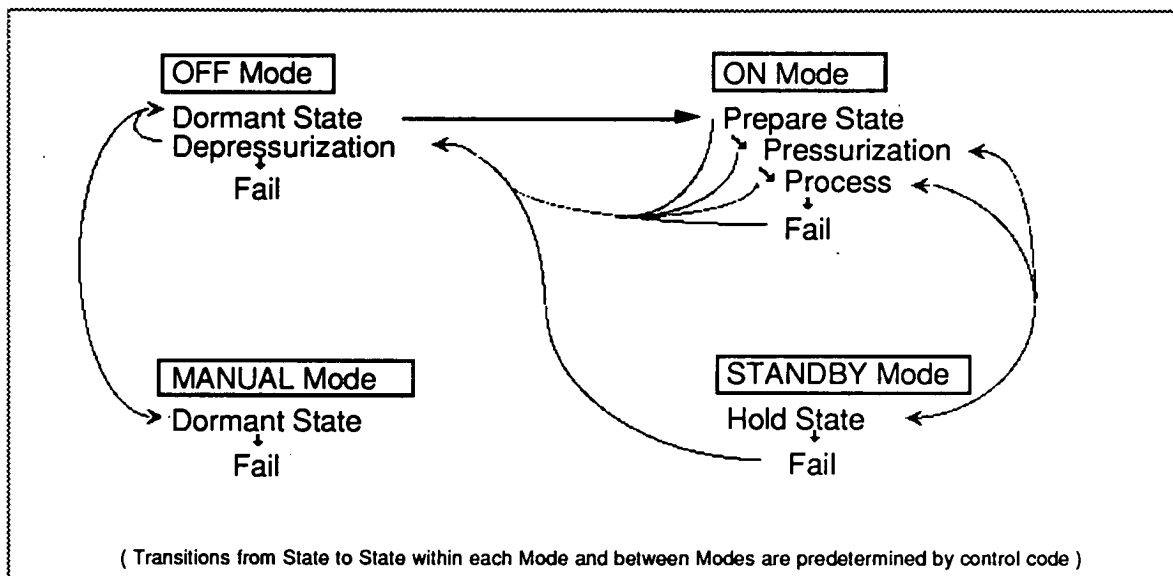 OFF Mode
Dormant State
Depressurization
Fail
ON Mode
Prepare State
Pressurization
Process
Fail
MANUAL Mode
Dormant State
Fail
STANDBY Mode
Hold State
Fail
( Transitions from State to State within each Mode and between Modes are predetermined by control code )